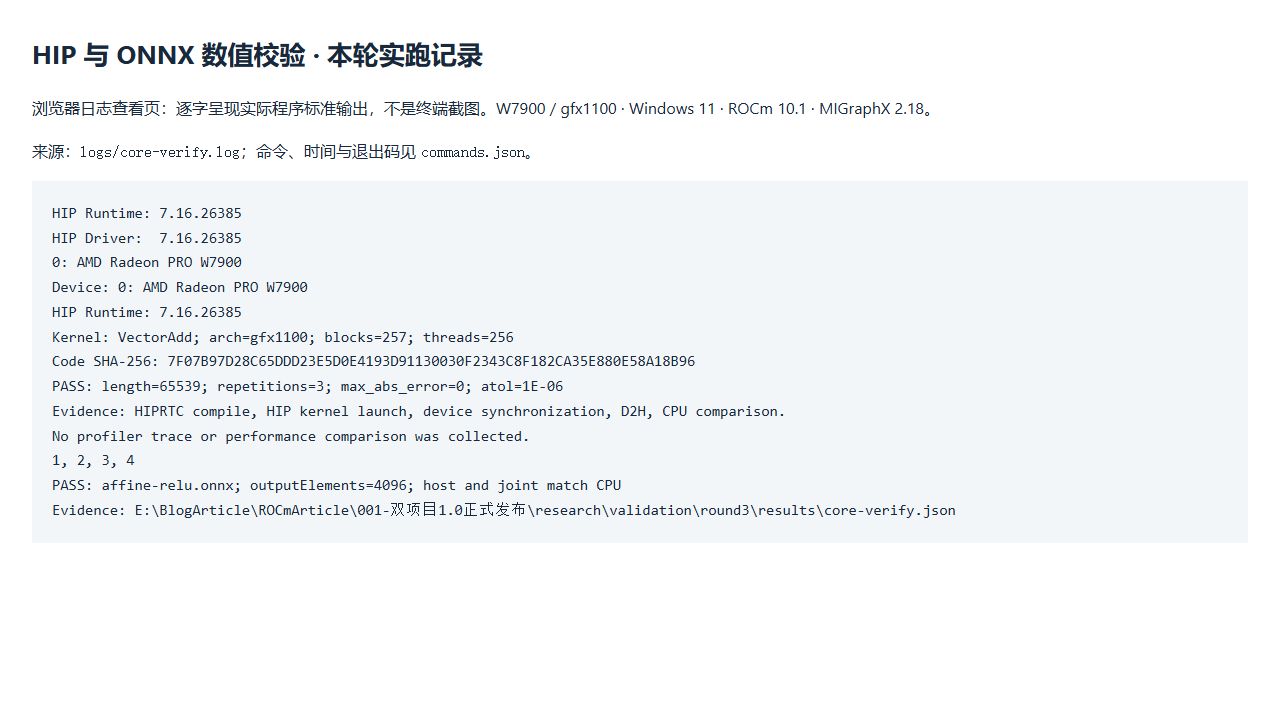 HIP 与 ONNX 数值校验 · 本轮实跑记录
浏览器日志查看页：逐字呈现实际程序标准输出，不是终端截图。W7900 / gfx1100 · Windows 11 · ROCm 10.1 · MIGraphX 2.18。
来源：logs/core-verify.log；命令、时间与退出码见 commands.json。
HIP Runtime: 7.16.26385
HIP Driver:  7.16.26385
0: AMD Radeon PRO W7900
Device: 0: AMD Radeon PRO W7900
HIP Runtime: 7.16.26385
Kernel: VectorAdd; arch=gfx1100; blocks=257; threads=256
Code SHA-256: 7F07B97D28C65DDD23E5D0E4193D91130030F2343C8F182CA35E880E58A18B96
PASS: length=65539; repetitions=3; max_abs_error=0; atol=1E-06
Evidence: HIPRTC compile, HIP kernel launch, device synchronization, D2H, CPU comparison.
No profiler trace or performance comparison was collected.
1, 2, 3, 4
PASS: affine-relu.onnx; outputElements=4096; host and joint match CPU
Evidence: E:\BlogArticle\ROCmArticle\001-双项目1.0正式发布\research\validation\round3\results\core-verify.json